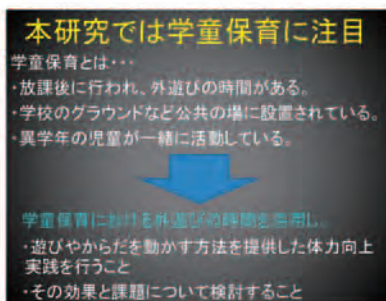 本研究では学童保育に注目
学童保育とは・・・
・放課後に行われ、外遊びの時間がある。
・学校のグラウンドなど公共の場に設置されている。
・異学年の児童が一緒に活動している。
学童保育における外遊びの時間を活用し、
・遊びやからだを動かす方法を提供した体力向上
実践を行うこと
・その効果と課題について検討すること